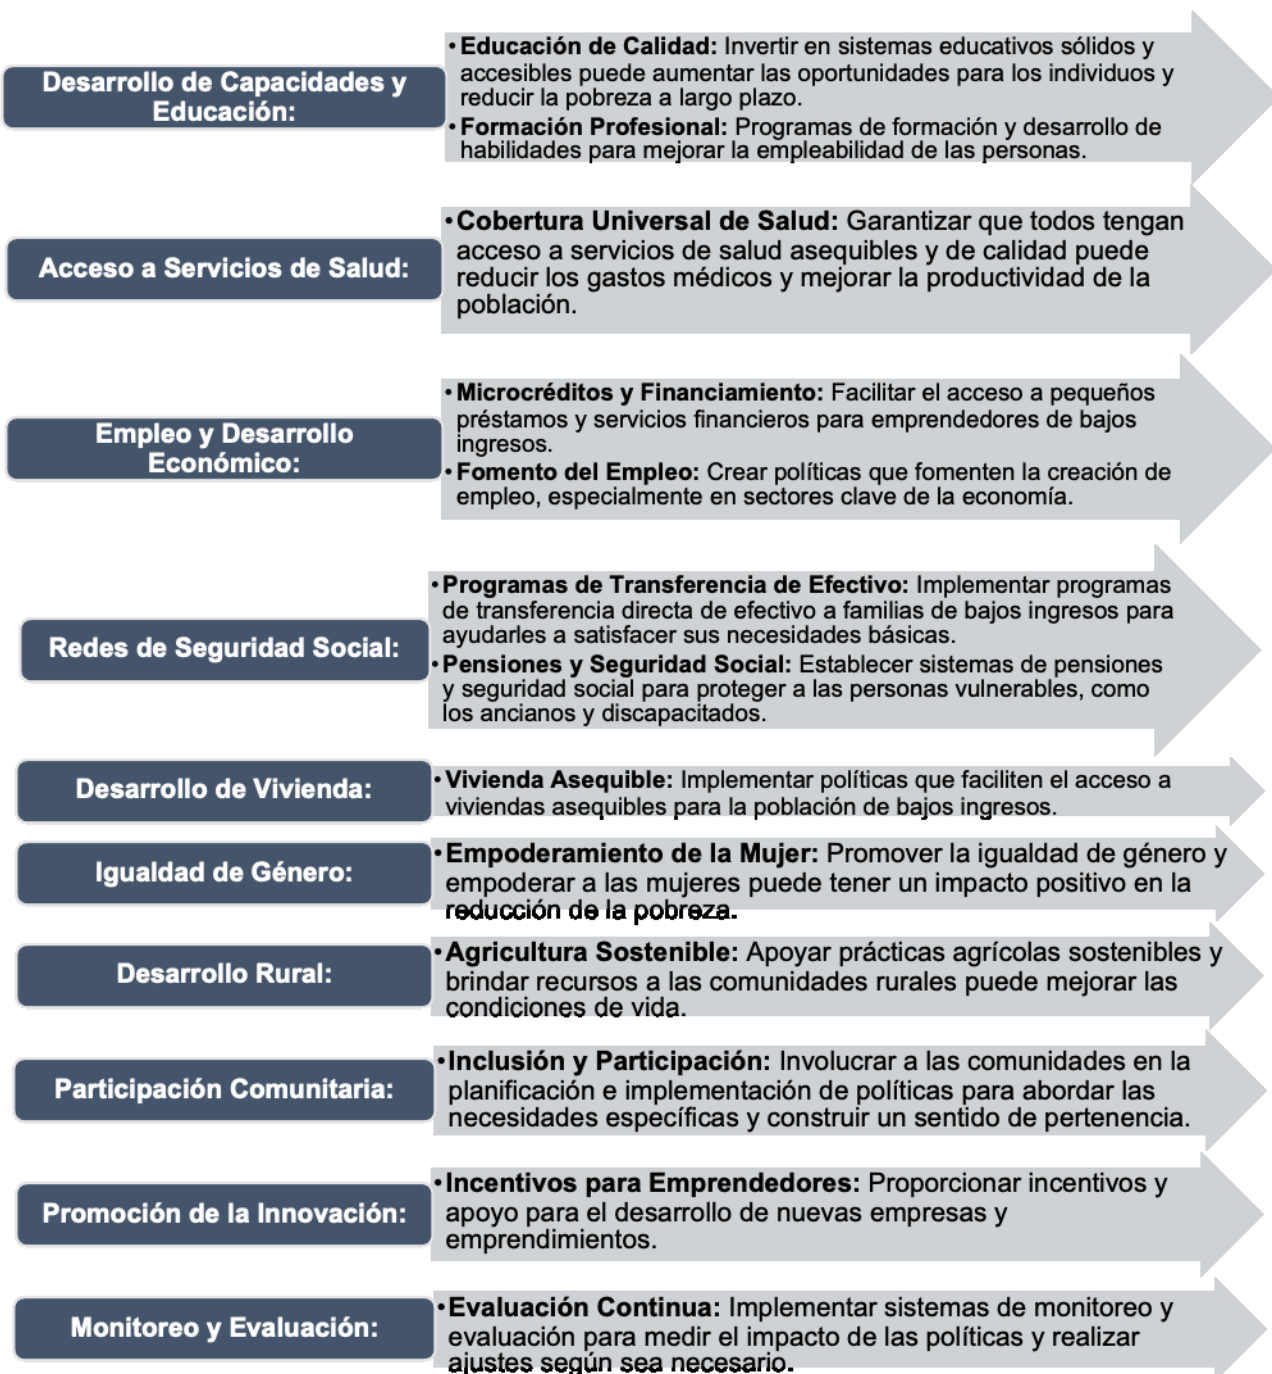 Desarrollo de Capacidades y
Educación:
• Educación de Calidad: Invertir en sistemas educativos sólidos y
accesibles puede aumentar las oportunidades para los individuos y
reducir la pobreza a largo plazo.
• Formación Profesional: Programas de formación y desarrollo de
habilidades para mejorar la empleabilidad de las personas.
Acceso a Servicios de Salud:
• Cobertura Universal de Salud: Garantizar que todos tengan
acceso a servicios de salud asequibles y de calidad puede
reducir los gastos médicos y mejorar la productividad de la
población.
Empleo y Desarrollo
Económico:
• Microcréditos y Financiamiento: Facilitar el acceso a pequeños
préstamos y servicios financieros para emprendedores de bajos
ingresos.
• Fomento del Empleo: Crear políticas que fomenten la creación de
empleo, especialmente en sectores clave de la economía.
Redes de Seguridad Social:
• Programas de Transferencia de Efectivo: Implementar programas
de transferencia directa de efectivo a familias de bajos ingresos para
ayudarles a satisfacer sus necesidades básicas.
• Pensiones y Seguridad Social: Establecer sistemas de pensiones
y seguridad social para proteger a las personas vulnerables, como
los ancianos y discapacitados.
Desarrollo de Vivienda:
• Vivienda Asequible: Implementar políticas que faciliten el acceso a
viviendas asequibles para la población de bajos ingresos.
Igualdad de Género:
• Empoderamiento de la Mujer: Promover la igualdad de género y
empoderar a las mujeres puede tener un impacto positivo en la
reducción de la pobreza.
Desarrollo Rural:
• Agricultura Sostenible: Apoyar prácticas agrícolas sostenibles y
brindar recursos a las comunidades rurales puede mejorar las
condiciones de vida.
Participación Comunitaria:
• Inclusión y Participación: Involucrar a las comunidades en la
planificación e implementación de políticas para abordar las
necesidades específicas y construir un sentido de pertenencia.
Promoción de la Innovación:
• Incentivos para Emprendedores: Proporcionar incentivos y
apoyo para el desarrollo de nuevas empresas y
emprendimientos.
Monitoreo y Evaluación:
• Evaluación Continua: Implementar sistemas de monitoreo y
evaluación para medir el impacto de las políticas y realizar
ajustes según sea necesario.